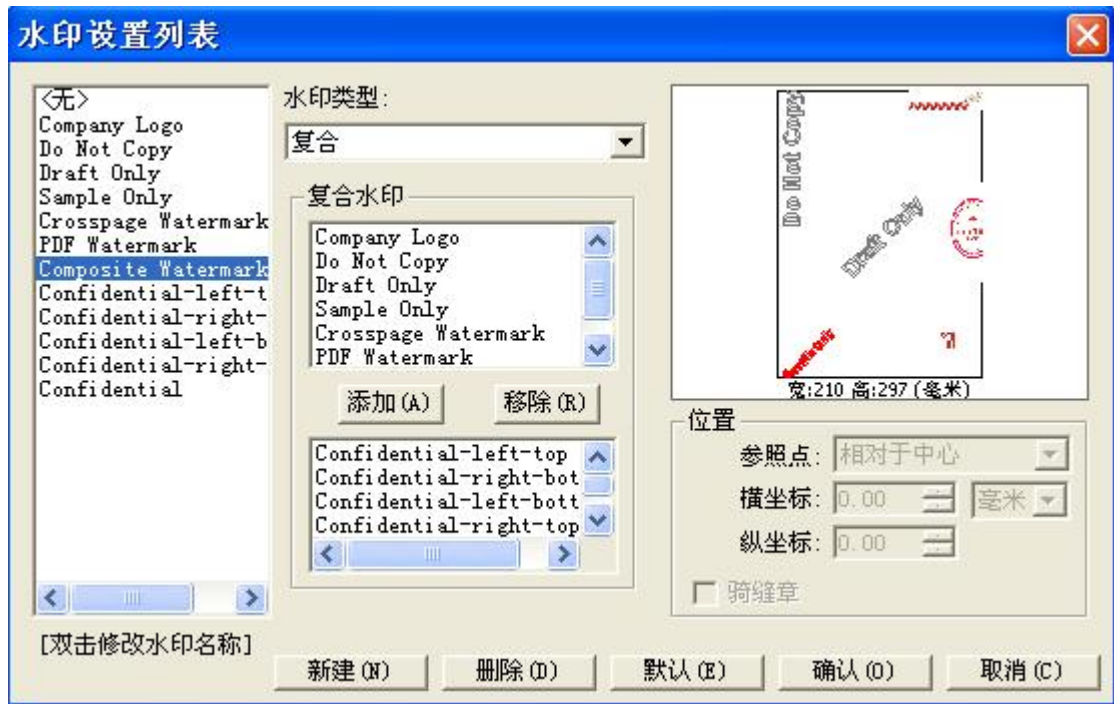 水印设置列表
<无>
Company Logo
Do Not Copy
Draft Only
Sample Only
Crosspage Watermark
PDF Watermark
Composite Watermark
Confidential-left-t
Confidential-right-
Confidential-left-b
Confidential-right-
Confidential
[双击修改水印名称]
水印类型:
复合
复合水印
Company Logo
Do Not Copy
Draft Only
Sample Only
Crosspage Watermark
PDF Watermark
添加(A) 移除(R)
Confidential-left-top
Confidential-right-bot
Confidential-left-bott
Confidential-right-top
Do Not Copy
Draft Only
宽:210 高:297 (毫米)
位置
参照点: 相对于中心
横坐标: 0.00 毫米
纵坐标: 0.00
骑缝章
新建(N) 删除(D) 默认(E) 确认(O) 取消(C)